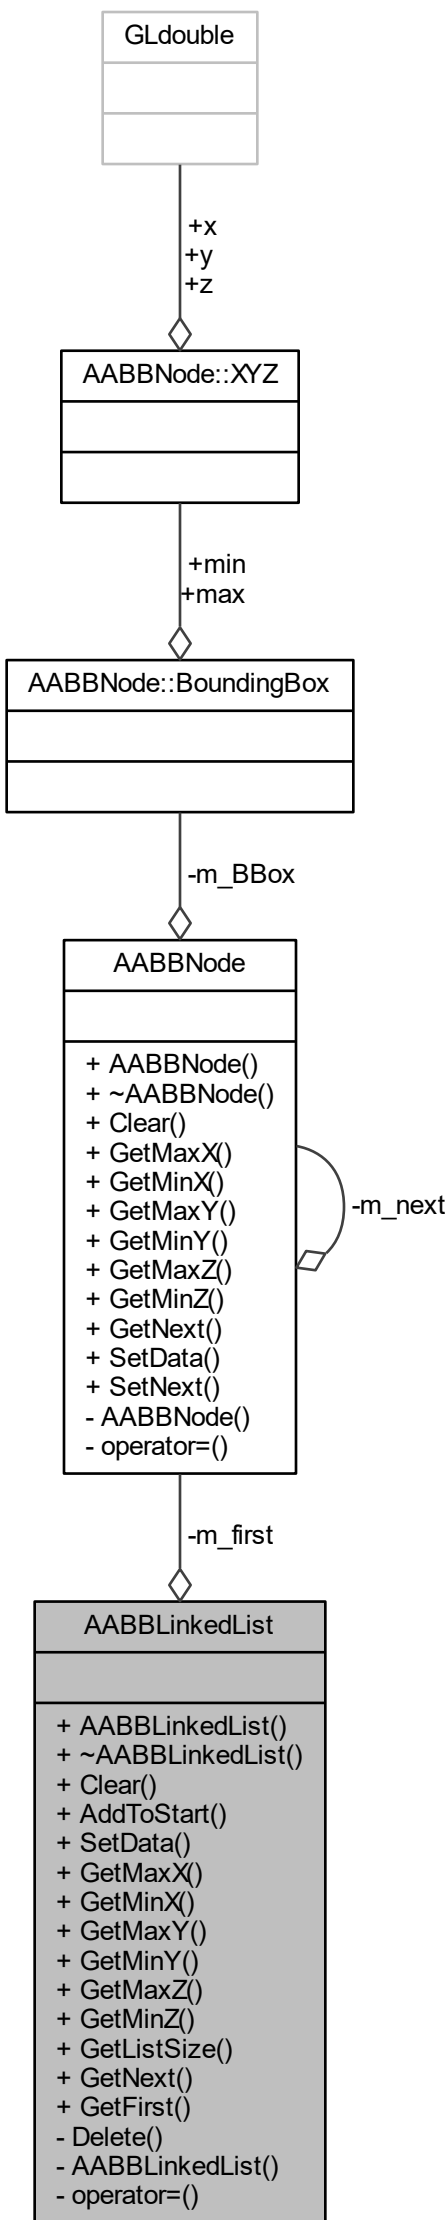 GLdouble
+x
+y
+z
AABBNode::XYZ
+min
+max
AABBNode::BoundingBox
-m_BBox
AABBNode
+ AABBNode()
+ ~AABBNode()
+ Clear()
+ GetMaxX()
+ GetMinX()
+ GetMaxY()
+ GetMinY()
+ GetMaxZ()
+ GetMinZ()
+ GetNext()
+ SetData()
+ SetNext()
- AABBNode()
- operator=()
-m_next
-m_first
AABBLinkedList
+ AABBLinkedList()
+ ~AABBLinkedList()
+ Clear()
+ AddToStart()
+ SetData()
+ GetMaxX()
+ GetMinX()
+ GetMaxY()
+ GetMinY()
+ GetMaxZ()
+ GetMinZ()
+ GetListSize()
+ GetNext()
+ GetFirst()
- Delete()
- AABBLinkedList()
- operator=()